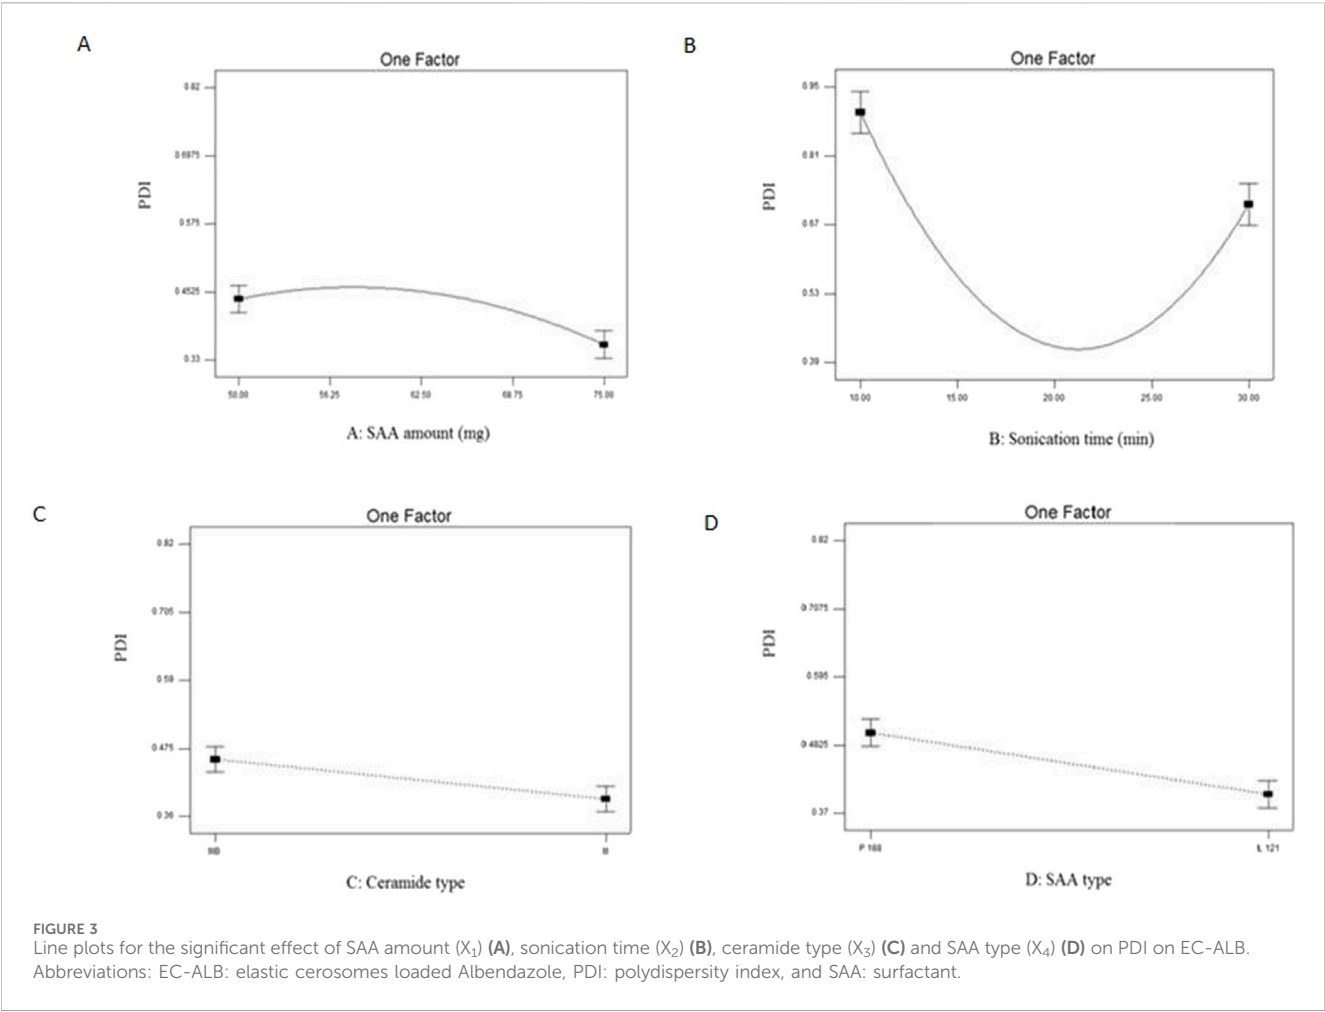 A
One Factor
0.82
0.6975
0.575
0.4525
0.33
PDI
50.00 56.25 62.50 68.75 75.00
A: SAA amount (mg)
B
One Factor
0.95
0.81
0.67
0.53
0.39
PDI
10.00 15.00 20.00 25.00 30.00
B: Sonication time (min)
C
One Factor
0.82
0.705
0.59
0.475
0.36
PDI
C: Ceramide type
D
One Factor
0.82
0.7075
0.595
0.4825
0.37
PDI
P 188 L 121
D: SAA type
FIGURE 3
Line plots for the significant effect of SAA amount (X₁) (A), sonication time (X₂) (B), ceramide type (X₃) (C) and SAA type (X₄) (D) on PDI on EC-ALB.
Abbreviations: EC-ALB: elastic cerosomes loaded Albendazole, PDI: polydispersity index, and SAA: surfactant.